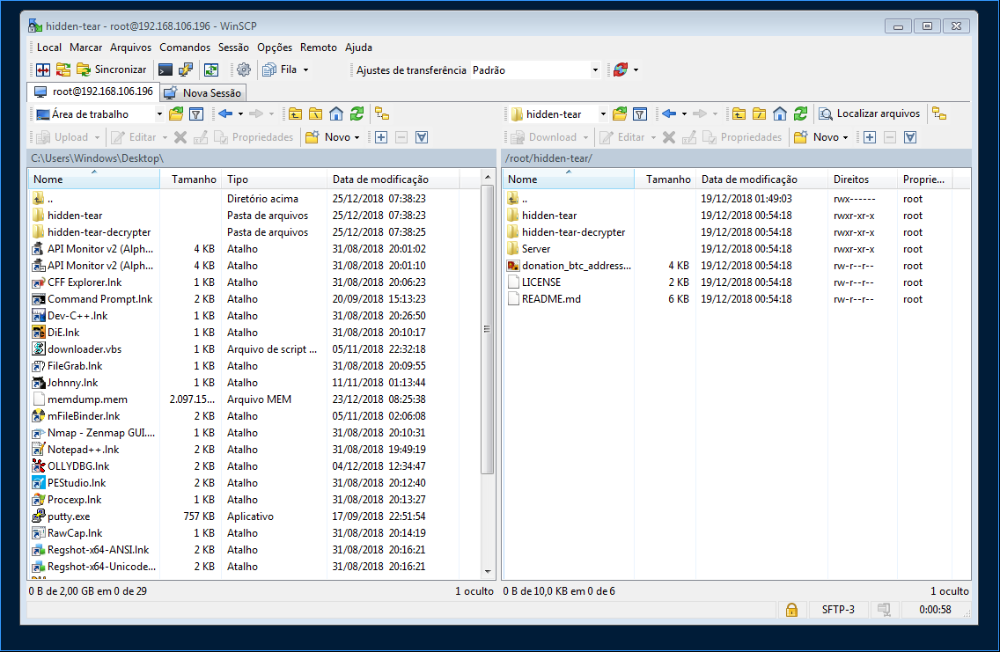 hidden-tear - root@192.168.106.196 - WinSCP
Local Marcar Arquivos Comandos Sessão Opções Remoto Ajuda
Sincronizar Fila Ajustes de transferência Padrão
root@192.168.106.196 Nova Sessão
Área de trabalho hidden-tear Localizar arquivos
Upload Editar Propriedades Novo Download Editar Propriedades Novo
C:\Users\Windows\Desktop\
Nome Tamanho Tipo Data de modificação
.. Diretório acima 25/12/2018 07:38:23
hidden-tear Pasta de arquivos 25/12/2018 07:38:23
hidden-tear-decrypter Pasta de arquivos 25/12/2018 07:38:25
API Monitor v2 (Alph... 4 KB Atalho 31/08/2018 20:01:02
API Monitor v2 (Alph... 4 KB Atalho 31/08/2018 20:01:10
CFF Explorer.lnk 1 KB Atalho 31/08/2018 20:06:23
Command Prompt.lnk 2 KB Atalho 20/09/2018 15:13:23
Dev-C++.lnk 1 KB Atalho 31/08/2018 20:26:50
DiE.lnk 1 KB Atalho 31/08/2018 20:10:17
downloader.vbs 1 KB Arquivo de script ... 05/11/2018 22:32:18
FileGrab.lnk 1 KB Atalho 31/08/2018 20:09:55
Johnny.lnk 1 KB Atalho 11/11/2018 01:13:44
memdump.mem 2.097.15... Arquivo MEM 23/12/2018 08:25:38
mFileBinder.lnk 2 KB Atalho 05/11/2018 02:06:08
Nmap - Zenmap GUI.... 1 KB Atalho 31/08/2018 20:10:31
Notepad++.lnk 2 KB Atalho 31/08/2018 19:49:19
OLLYDBG.lnk 2 KB Atalho 04/12/2018 12:34:47
PEStudio.lnk 2 KB Atalho 31/08/2018 20:12:40
Procexp.lnk 1 KB Atalho 31/08/2018 20:13:27
putty.exe 757 KB Aplicativo 17/09/2018 22:51:54
RawCap.lnk 1 KB Atalho 31/08/2018 20:14:19
Regshot-x64-ANSI.lnk 2 KB Atalho 31/08/2018 20:16:21
Regshot-x64-Unicode... 2 KB Atalho 31/08/2018 20:16:21
0 B de 2,00 GB em 0 de 29 1 oculto
/root/hidden-tear/
Nome Tamanho Data de modificação Direitos Proprie...
.. 19/12/2018 01:49:03 rwx------ root
hidden-tear 19/12/2018 00:54:18 rwxr-xr-x root
hidden-tear-decrypter 19/12/2018 00:54:18 rwxr-xr-x root
Server 19/12/2018 00:54:18 rwxr-xr-x root
donation_btc_address... 4 KB 19/12/2018 00:54:18 rw-r--r-- root
LICENSE 2 KB 19/12/2018 00:54:18 rw-r--r-- root
README.md 6 KB 19/12/2018 00:54:18 rw-r--r-- root
0 B de 10,0 KB em 0 de 6 1 oculto
SFTP-3 0:00:58